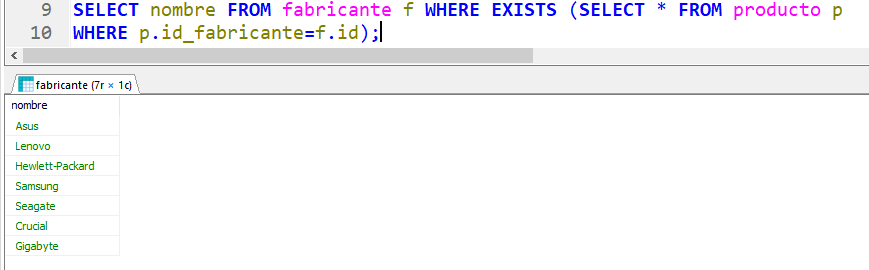 9 SELECT nombre FROM fabricante f WHERE EXISTS (SELECT * FROM producto p
10 WHERE p.id_fabricante=f.id);
fabricante (7r × 1c)
nombre
Asus
Lenovo
Hewlett-Packard
Samsung
Seagate
Crucial
Gigabyte